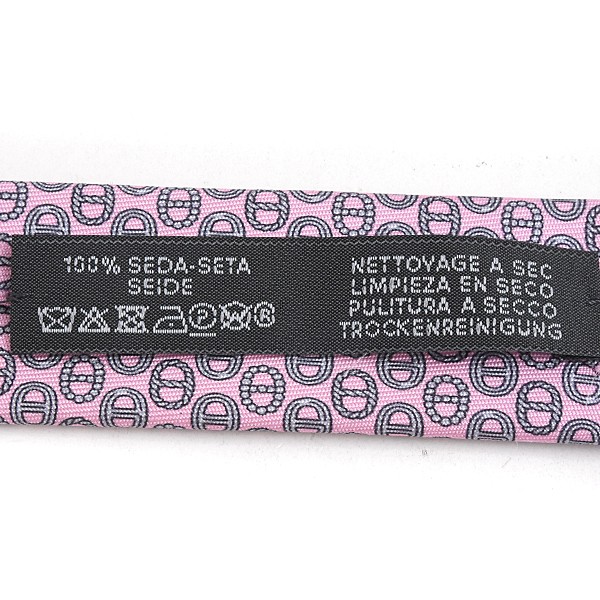 100% SEDA-SETA
SEIDE
P W ®
NETTOYAGE A SEC
LIMPIEZA EN SECO
PULITURA A SECCO
TROCKENREINIGUNG